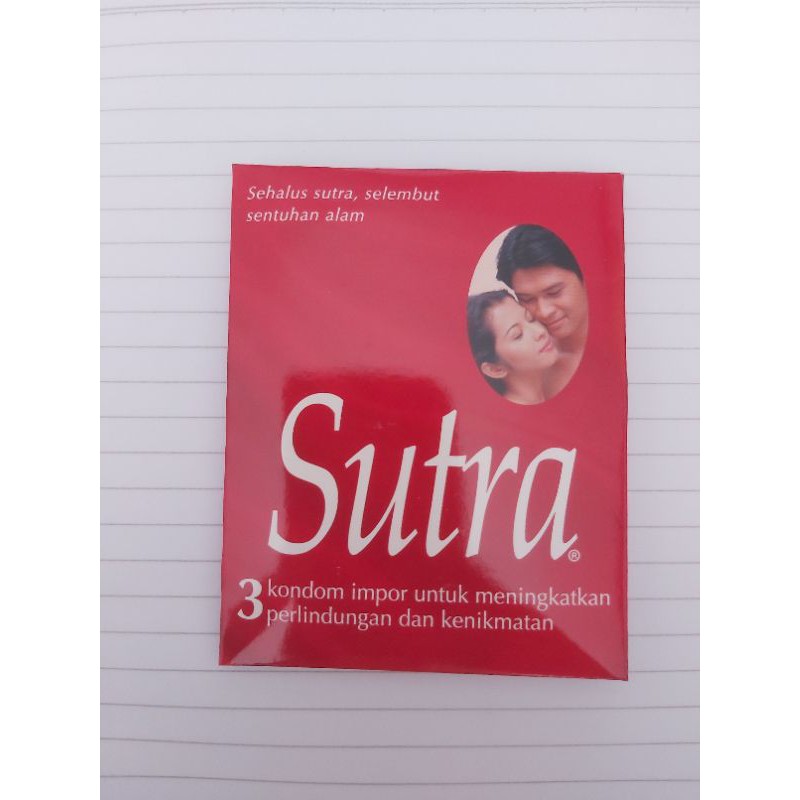 Sehalus sutra, selembut
sentuhan alam
Sutra®
3 kondom impor untuk meningkatkan
perlindungan dan kenikmatan